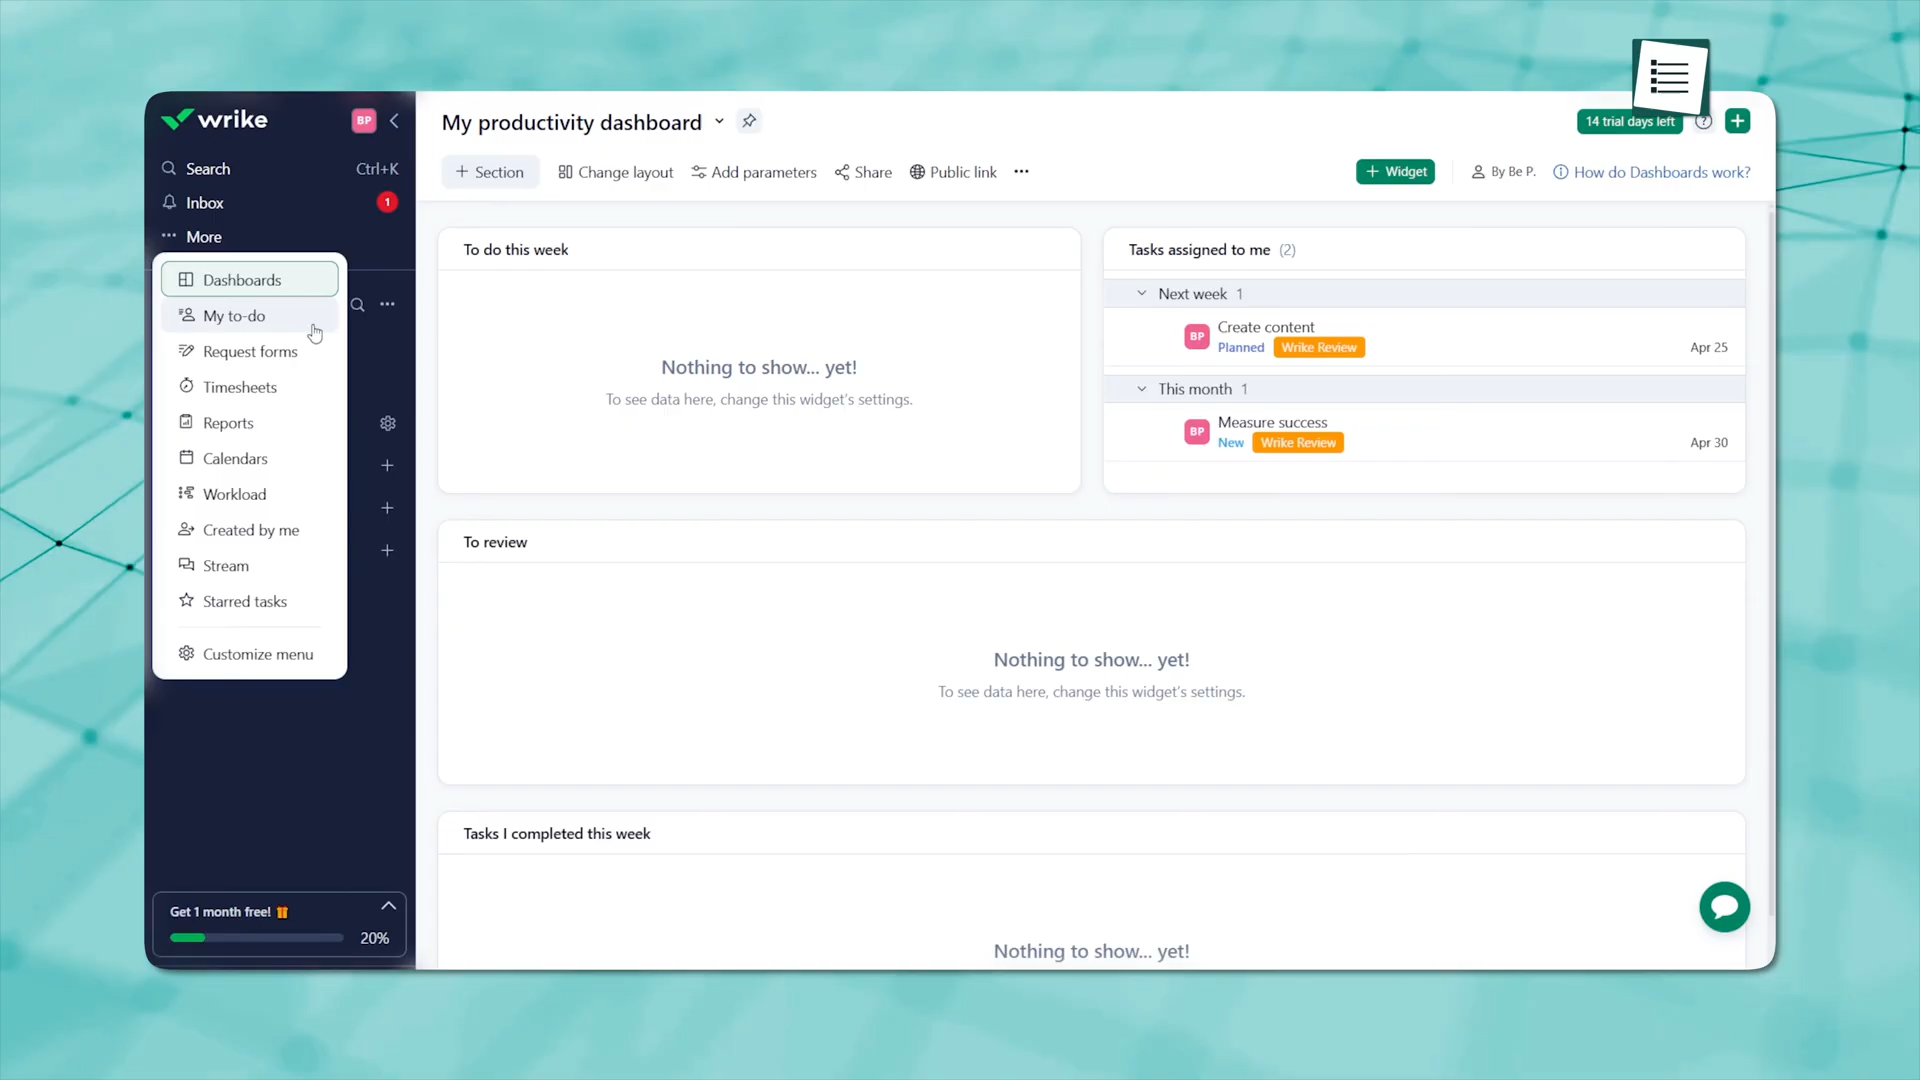 wrike
BP
Search
Ctrl+K
Inbox
1
More
Dashboards
My to-do
Request forms
Timesheets
Reports
Calendars
Workload
Created by me
Stream
Starred tasks
Customize menu
Get 1 month free!
20%
My productivity dashboard
14 trial days left
?
+ Section
Change layout
Add parameters
Share
Public link
+ Widget
By Be P.
How do Dashboards work?
To do this week
Nothing to show... yet!
To see data here, change this widget's settings.
Tasks assigned to me (2)
Next week 1
BP
Create content
Planned
Wrike Review
Apr 25
This month 1
BP
Measure success
New
Wrike Review
Apr 30
To review
Nothing to show... yet!
To see data here, change this widget's settings.
Tasks I completed this week
Nothing to show... yet!